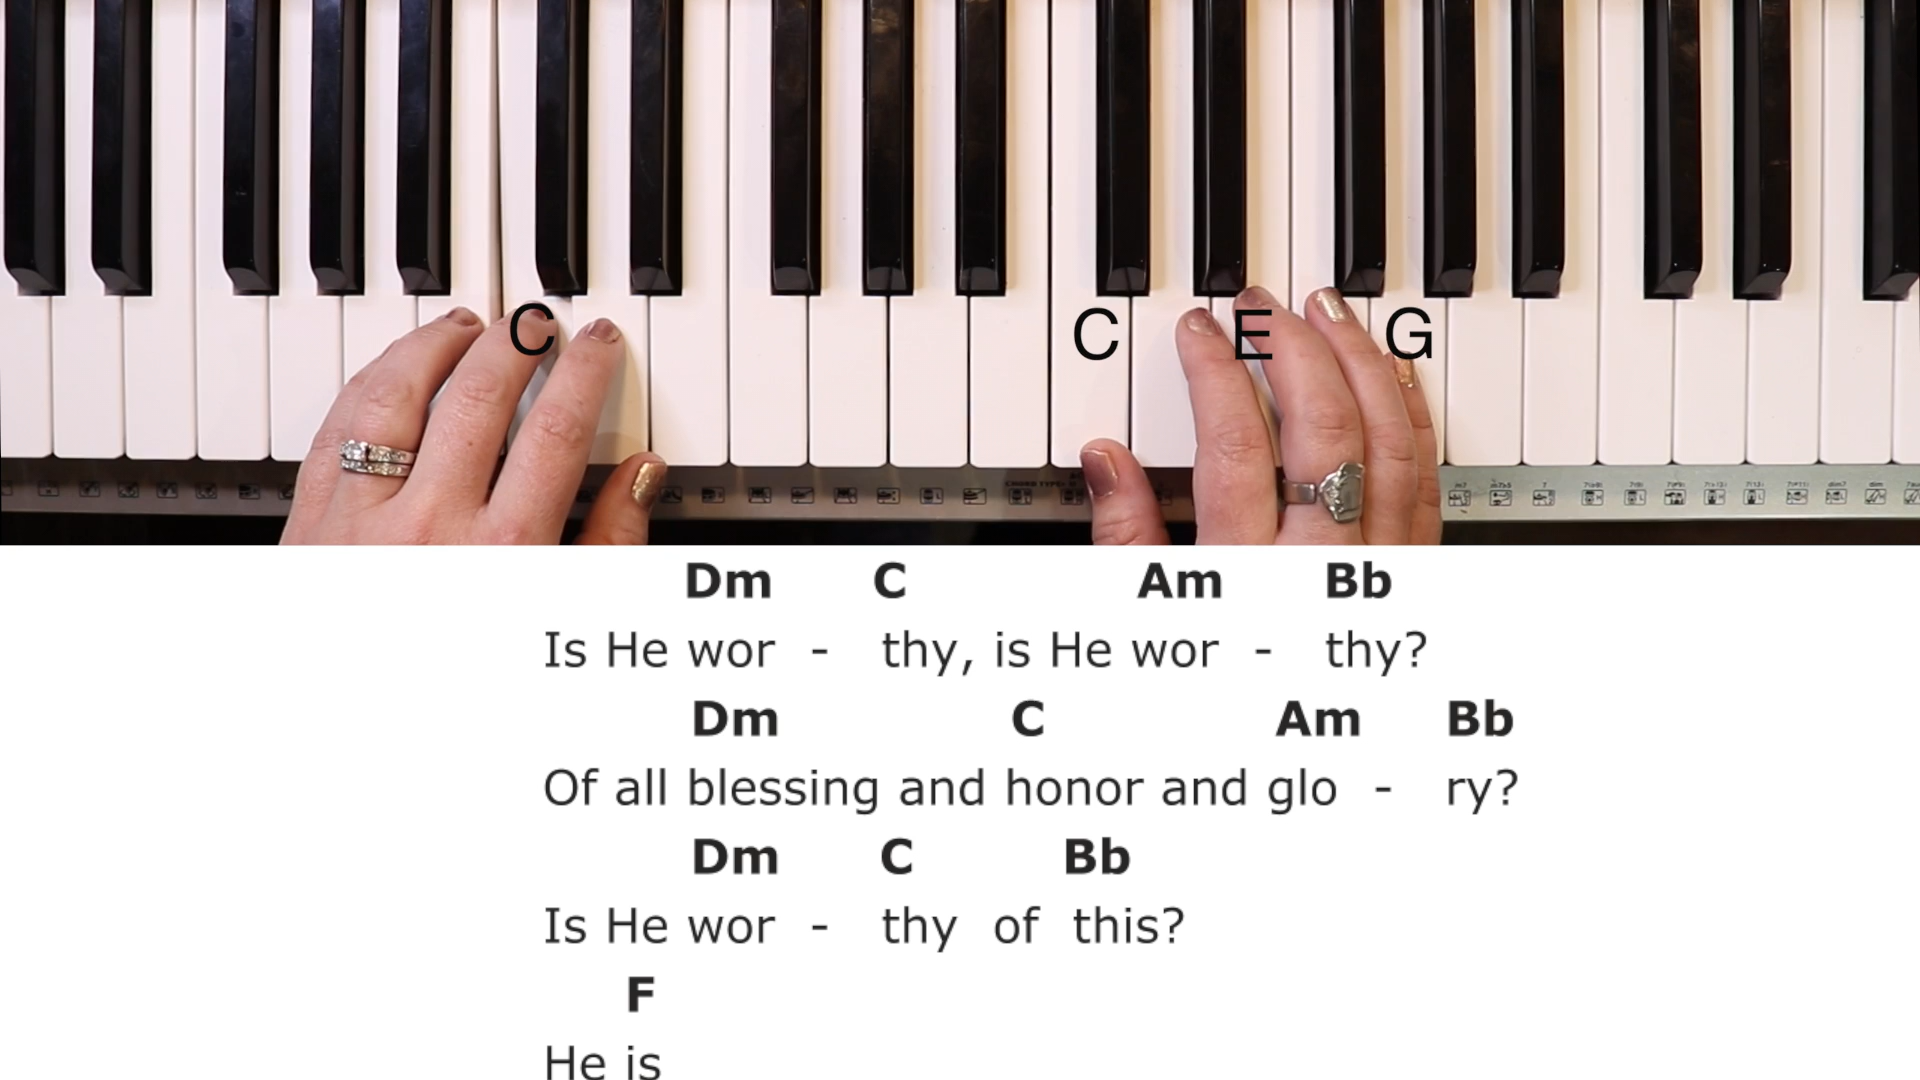 C C E G
Dm C Am Bb
Is He wor - thy, is He wor - thy?
Dm C Am Bb
Of all blessing and honor and glo - ry?
Dm C Bb
Is He wor - thy of this?
F
He is